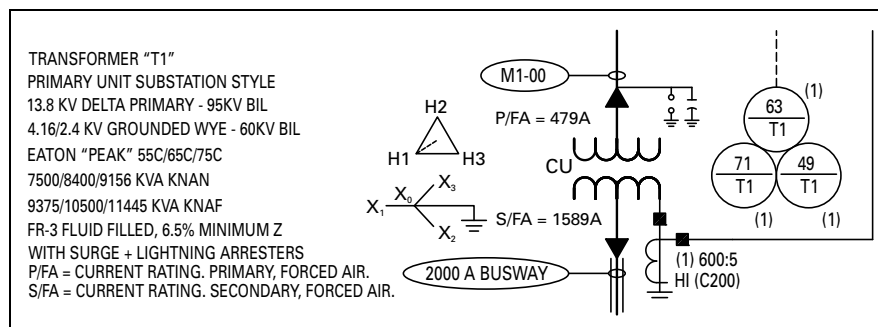 TRANSFORMER “T1”
PRIMARY UNIT SUBSTATION STYLE
13.8 KV DELTA PRIMARY - 95KV BIL
4.16/2.4 KV GROUNDED WYE - 60KV BIL
EATON “PEAK” 55C/65C/75C
7500/8400/9156 KVA KNAN
9375/10500/11445 KVA KNAF
FR-3 FLUID FILLED, 6.5% MINIMUM Z
WITH SURGE + LIGHTNING ARRESTERS
P/FA = CURRENT RATING. PRIMARY, FORCED AIR.
S/FA = CURRENT RATING. SECONDARY, FORCED AIR.
H2
H1
H3
X₃
X₀
X₁
X₂
M1-00
P/FA = 479A
CU
S/FA = 1589A
2000 A BUSWAY
(1) 600:5
HI (C200)
63
T1
(1)
71
T1
(1)
49
T1
(1)